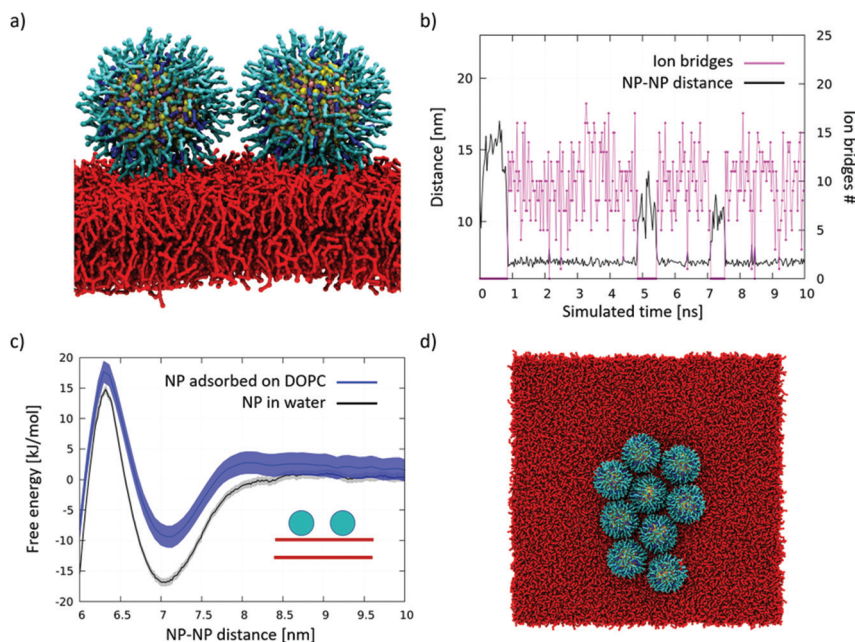 a)
b)
Ion bridges
NP-NP distance
Distance [nm]
20
15
10
25
20
15
10
5
0
Ion bridges #
0 1 2 3 4 5 6 7 8 9 10
Simulated time [ns]
c)
NP adsorbed on DOPC
NP in water
Free energy [kJ/mol]
20
15
10
5
0
-5
-10
-15
-20
6 6.5 7 7.5 8 8.5 9 9.5 10
NP-NP distance [nm]
d)